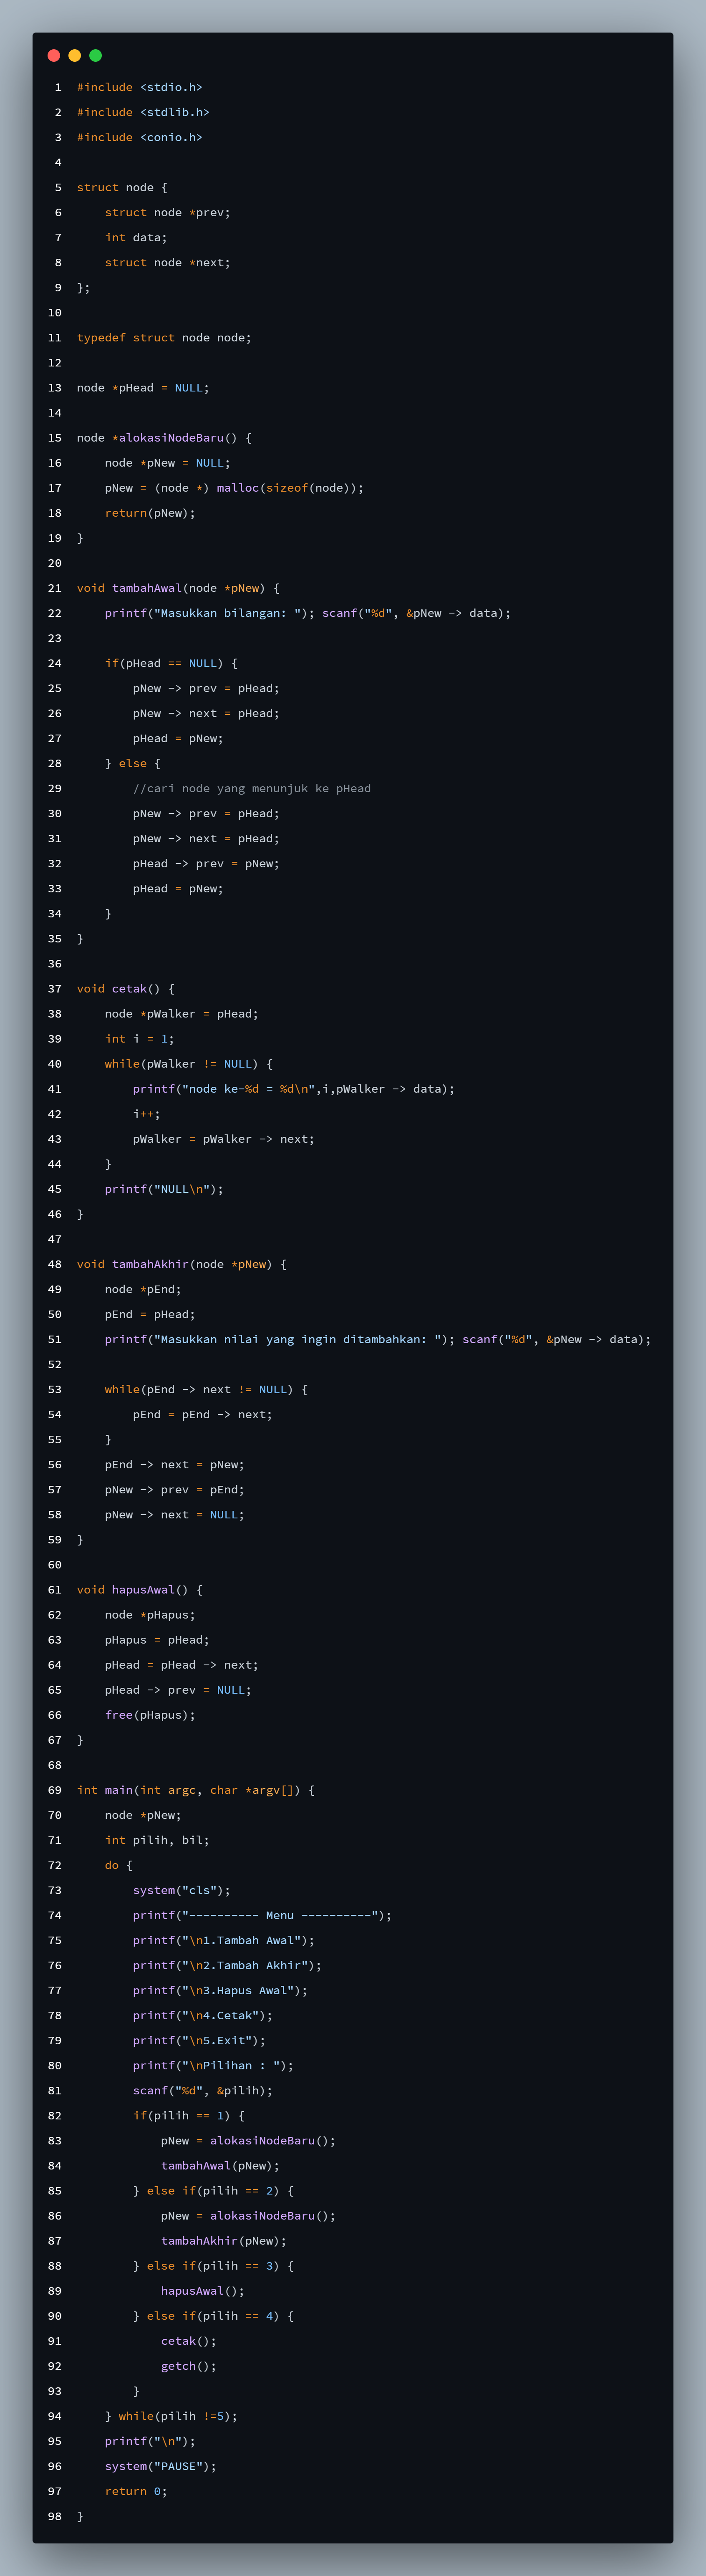 1 #include <stdio.h>
2 #include <stdlib.h>
3 #include <conio.h>
4
5 struct node {
6     struct node *prev;
7     int data;
8     struct node *next;
9 };
10
11 typedef struct node node;
12
13 node *pHead = NULL;
14
15 node *alokasiNodeBaru() {
16     node *pNew = NULL;
17     pNew = (node *) malloc(sizeof(node));
18     return(pNew);
19 }
20
21 void tambahAwal(node *pNew) {
22     printf("Masukkan bilangan: "); scanf("%d", &pNew -> data);
23
24     if(pHead == NULL) {
25         pNew -> prev = pHead;
26         pNew -> next = pHead;
27         pHead = pNew;
28     } else {
29         //cari node yang menunjuk ke pHead
30         pNew -> prev = pHead;
31         pNew -> next = pHead;
32         pHead -> prev = pNew;
33         pHead = pNew;
34     }
35 }
36
37 void cetak() {
38     node *pWalker = pHead;
39     int i = 1;
40     while(pWalker != NULL) {
41         printf("node ke-%d = %d\n",i,pWalker -> data);
42         i++;
43         pWalker = pWalker -> next;
44     }
45     printf("NULL\n");
46 }
47
48 void tambahAkhir(node *pNew) {
49     node *pEnd;
50     pEnd = pHead;
51     printf("Masukkan nilai yang ingin ditambahkan: "); scanf("%d", &pNew -> data);
52
53     while(pEnd -> next != NULL) {
54         pEnd = pEnd -> next;
55     }
56     pEnd -> next = pNew;
57     pNew -> prev = pEnd;
58     pNew -> next = NULL;
59 }
60
61 void hapusAwal() {
62     node *pHapus;
63     pHapus = pHead;
64     pHead = pHead -> next;
65     pHead -> prev = NULL;
66     free(pHapus);
67 }
68
69 int main(int argc, char *argv[]) {
70     node *pNew;
71     int pilih, bil;
72     do {
73         system("cls");
74         printf("---------- Menu ----------");
75         printf("\n1.Tambah Awal");
76         printf("\n2.Tambah Akhir");
77         printf("\n3.Hapus Awal");
78         printf("\n4.Cetak");
79         printf("\n5.Exit");
80         printf("\nPilihan : ");
81         scanf("%d", &pilih);
82         if(pilih == 1) {
83             pNew = alokasiNodeBaru();
84             tambahAwal(pNew);
85         } else if(pilih == 2) {
86             pNew = alokasiNodeBaru();
87             tambahAkhir(pNew);
88         } else if(pilih == 3) {
89             hapusAwal();
90         } else if(pilih == 4) {
91             cetak();
92             getch();
93         }
94     } while(pilih !=5);
95     printf("\n");
96     system("PAUSE");
97     return 0;
98 }